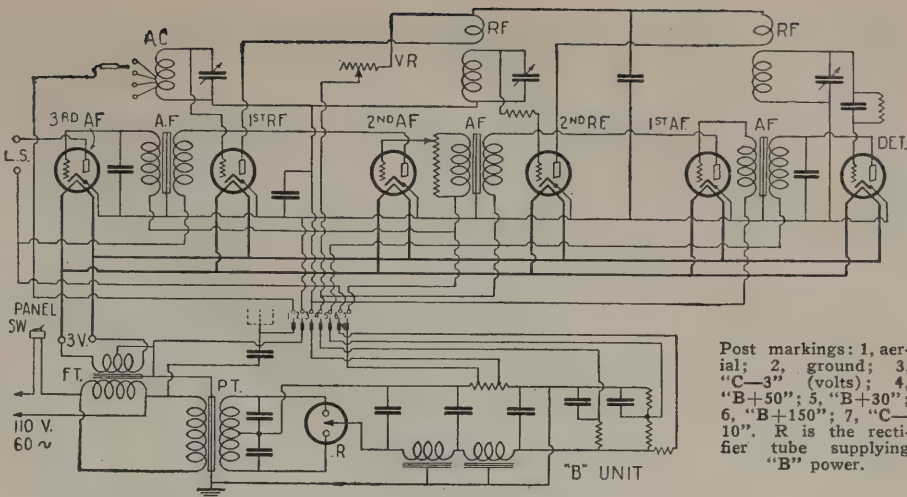 AC
RF
RF
VR
3RD AF
A.F
1ST RF
2ND AF
AF
2ND RF
1ST AF
AF
DET.
L.S.
1 2 3 4 5 6 7
PANEL
SW
3V.
FT.
P.T.
R
110 V.
60 ~
"B" UNIT
Post markings: 1, aer-
ial; 2, ground; 3,
"C—3" (volts); 4,
"B+50"; 5, "B+30";
6, "B+150"; 7, "C—
10". R is the recti-
fier tube supplying
"B" power.